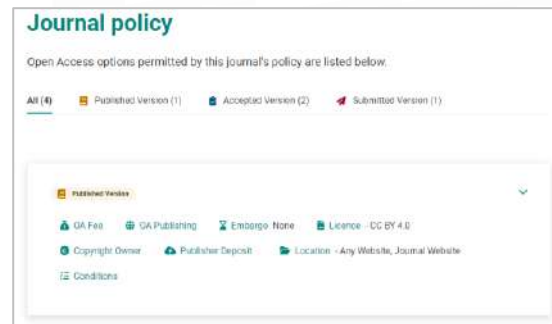 Journal policy
Open Access options permitted by this journal's policy are listed below.
All (4) Published Version (1) Accepted Version (2) Submitted Version (1)
Published Version
OA Fee OA Publishing Embargo None Licence - CC BY 4.0
Copyright Owner Publisher Deposit Location - Any Website, Journal Website
Conditions